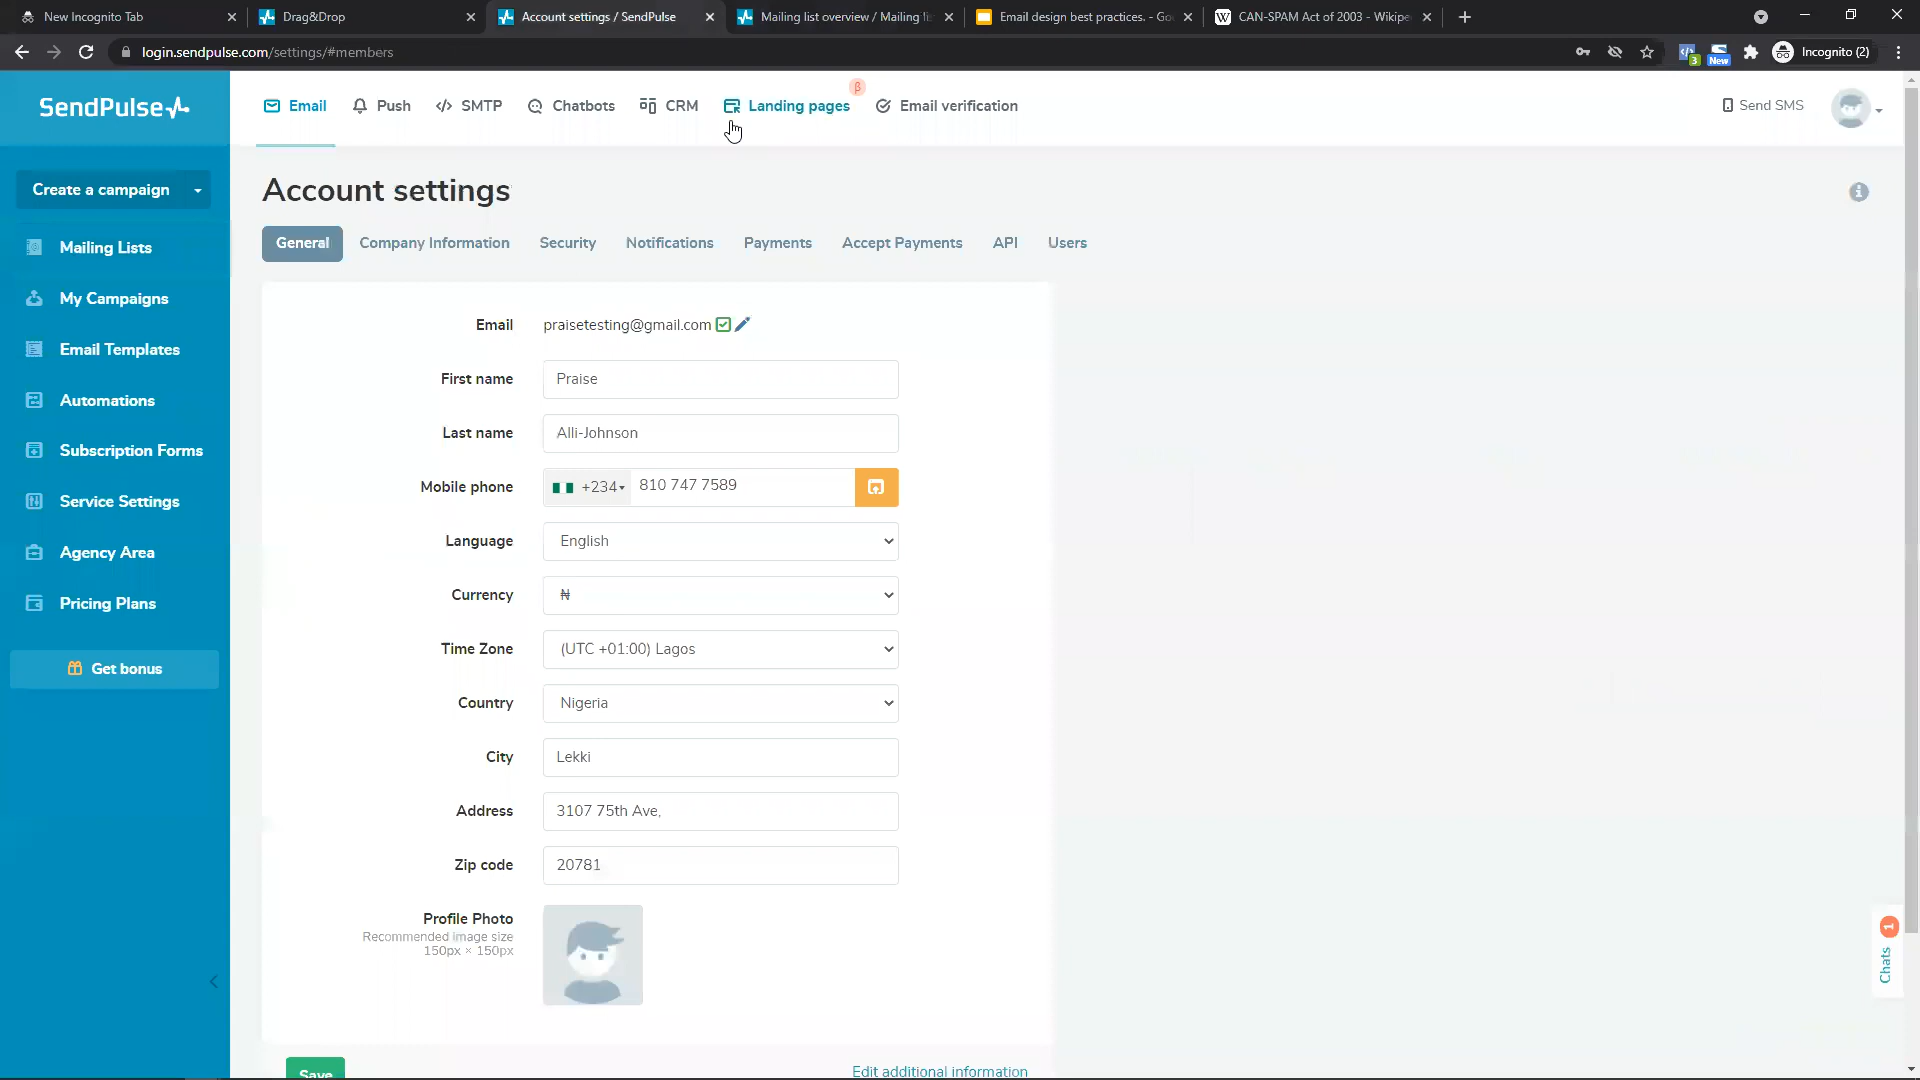 New Incognito Tab
Drag&Drop
Account settings / SendPulse
Mailing list overview / Mailing li
Email design best practices. - Go
CAN-SPAM Act of 2003 - Wikipe
login.sendpulse.com/settings/#members
3
New
Incognito (2)
SendPulse
Email
Push
SMTP
Chatbots
CRM
Landing pages
β
Email verification
Send SMS
Create a campaign
Mailing Lists
My Campaigns
Email Templates
Automations
Subscription Forms
Service Settings
Agency Area
Pricing Plans
Get bonus
Account settings
General
Company Information
Security
Notifications
Payments
Accept Payments
API
Users
Email praisetesting@gmail.com
First name Praise
Last name Alli-Johnson
Mobile phone +234 810 747 7589
Language English
Currency ₦
Time Zone (UTC +01:00) Lagos
Country Nigeria
City Lekki
Address 3107 75th Ave,
Zip code 20781
Profile Photo
Recommended image size
150px × 150px
Save
Edit additional information
Chats 1